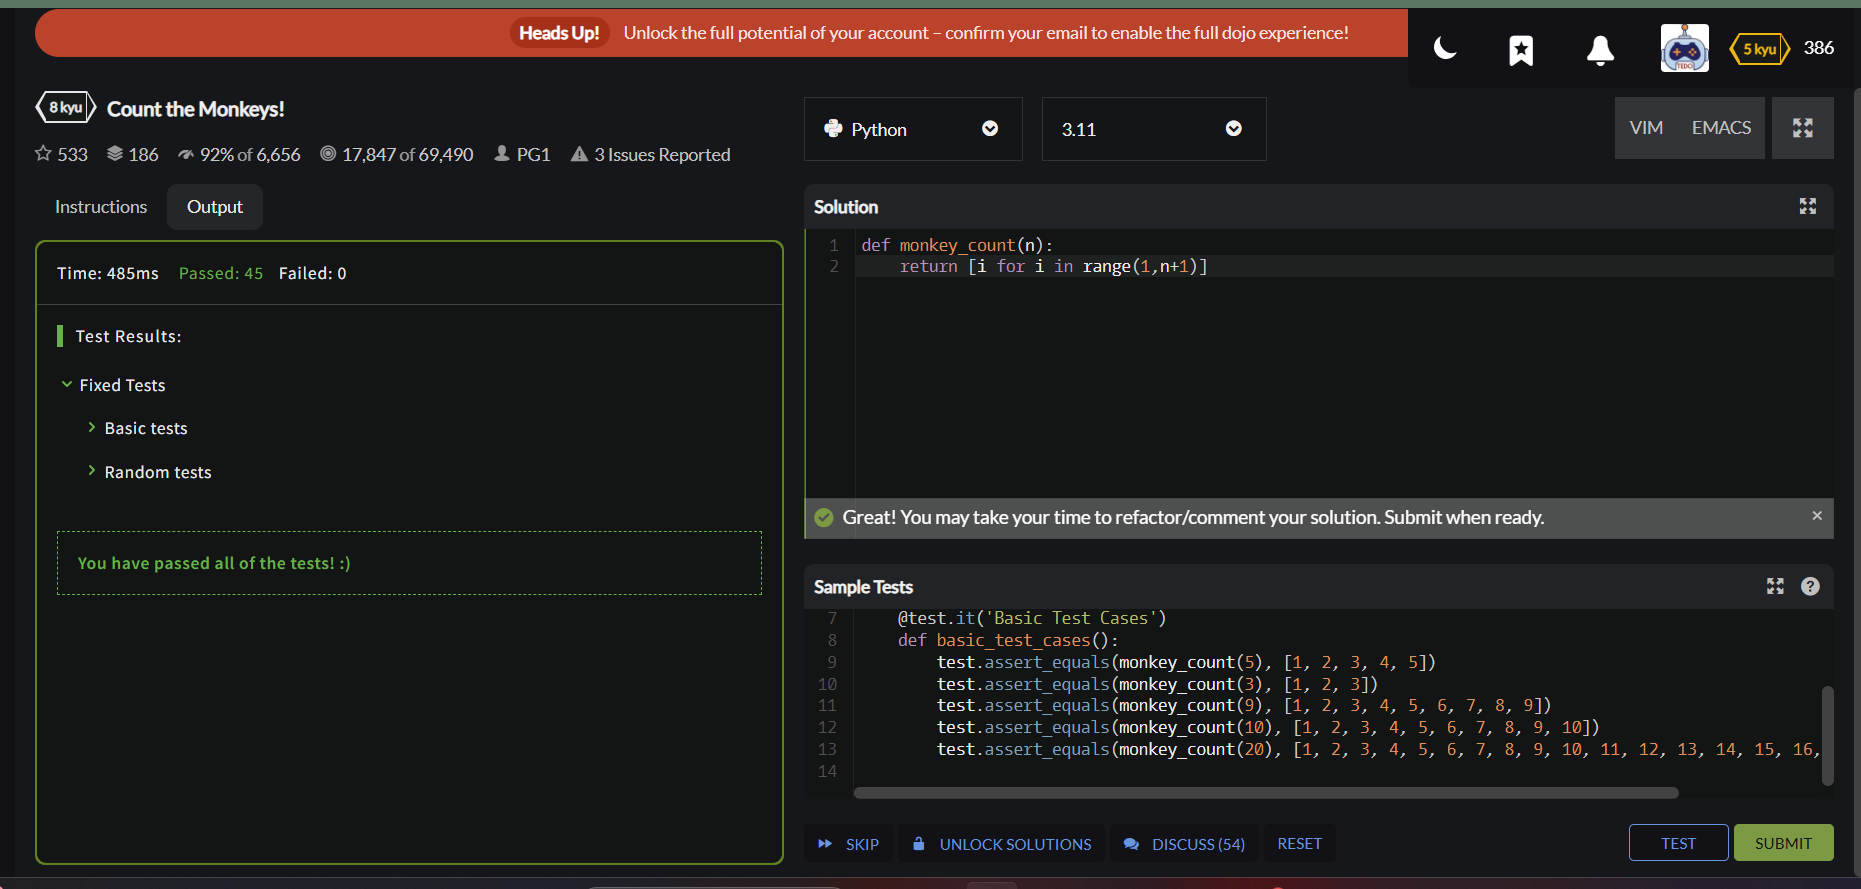 Heads Up! Unlock the full potential of your account – confirm your email to enable the full dojo experience!
TEDO
5 kyu 386
8 kyu Count the Monkeys!
533 186 92% of 6,656 17,847 of 69,490 PG1 3 Issues Reported
Instructions Output
Time: 485ms Passed: 45 Failed: 0
Test Results:
Fixed Tests
Basic tests
Random tests
You have passed all of the tests! :)
Python 3.11 VIM EMACS
Solution
1 def monkey_count(n):
2 return [i for i in range(1,n+1)]
Great! You may take your time to refactor/comment your solution. Submit when ready. ×
Sample Tests ?
7 @test.it('Basic Test Cases')
8 def basic_test_cases():
9 test.assert_equals(monkey_count(5), [1, 2, 3, 4, 5])
10 test.assert_equals(monkey_count(3), [1, 2, 3])
11 test.assert_equals(monkey_count(9), [1, 2, 3, 4, 5, 6, 7, 8, 9])
12 test.assert_equals(monkey_count(10), [1, 2, 3, 4, 5, 6, 7, 8, 9, 10])
13 test.assert_equals(monkey_count(20), [1, 2, 3, 4, 5, 6, 7, 8, 9, 10, 11, 12, 13, 14, 15, 16,
14
SKIP UNLOCK SOLUTIONS DISCUSS (54) RESET TEST SUBMIT